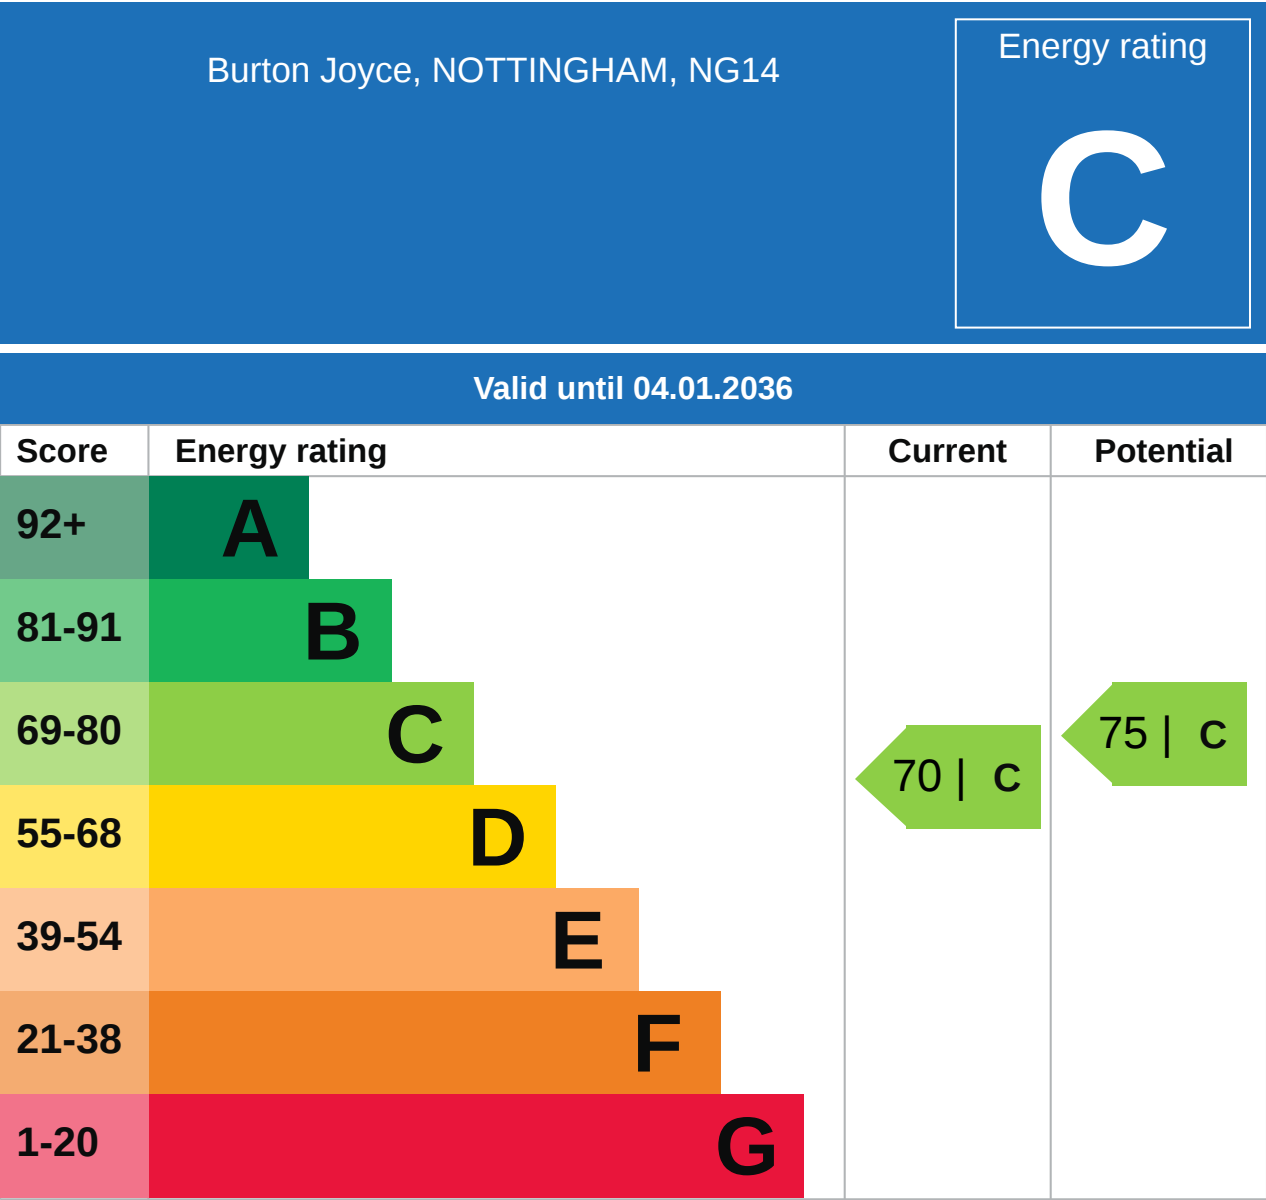 Burton Joyce, NOTTINGHAM, NG14
Energy rating
C
Valid until 04.01.2036
Score Energy rating Current Potential
92+ A
81-91 B
69-80 C
70 | C
75 | C
55-68 D
39-54 E
21-38 F
1-20 G